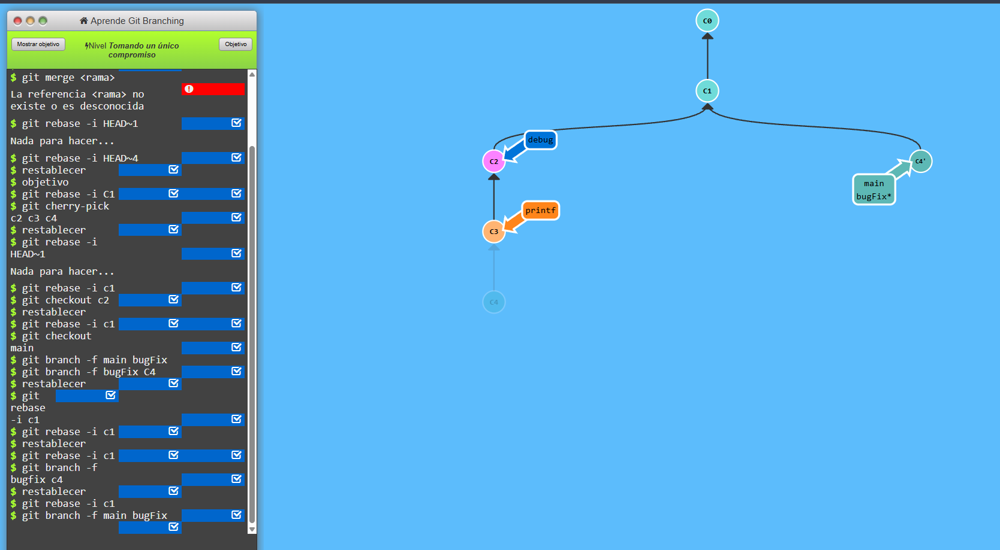 Aprende Git Branching
Mostrar objetivo
Nivel Tomando un único
compromiso
Objetivo
$ git merge <rama>
La referencia <rama> no
existe o es desconocida
$ git rebase -i HEAD~1
Nada para hacer...
$ git rebase -i HEAD~4
$ restablecer
$ objetivo
$ git rebase -i C1
$ git cherry-pick
c2 c3 c4
$ restablecer
$ git rebase -i
HEAD~1
Nada para hacer...
$ git rebase -i c1
$ git checkout c2
$ restablecer
$ git rebase -i c1
$ git checkout
main
$ git branch -f main bugFix
$ git branch -f bugFix C4
$ restablecer
$ git
rebase
-i c1
$ git rebase -i c1
$ restablecer
$ git rebase -i c1
$ git branch -f
bugfix c4
$ restablecer
$ git rebase -i c1
$ git branch -f main bugFix
C0
C1
debug
C2
C4'
main
bugFix*
printf
C3
C4